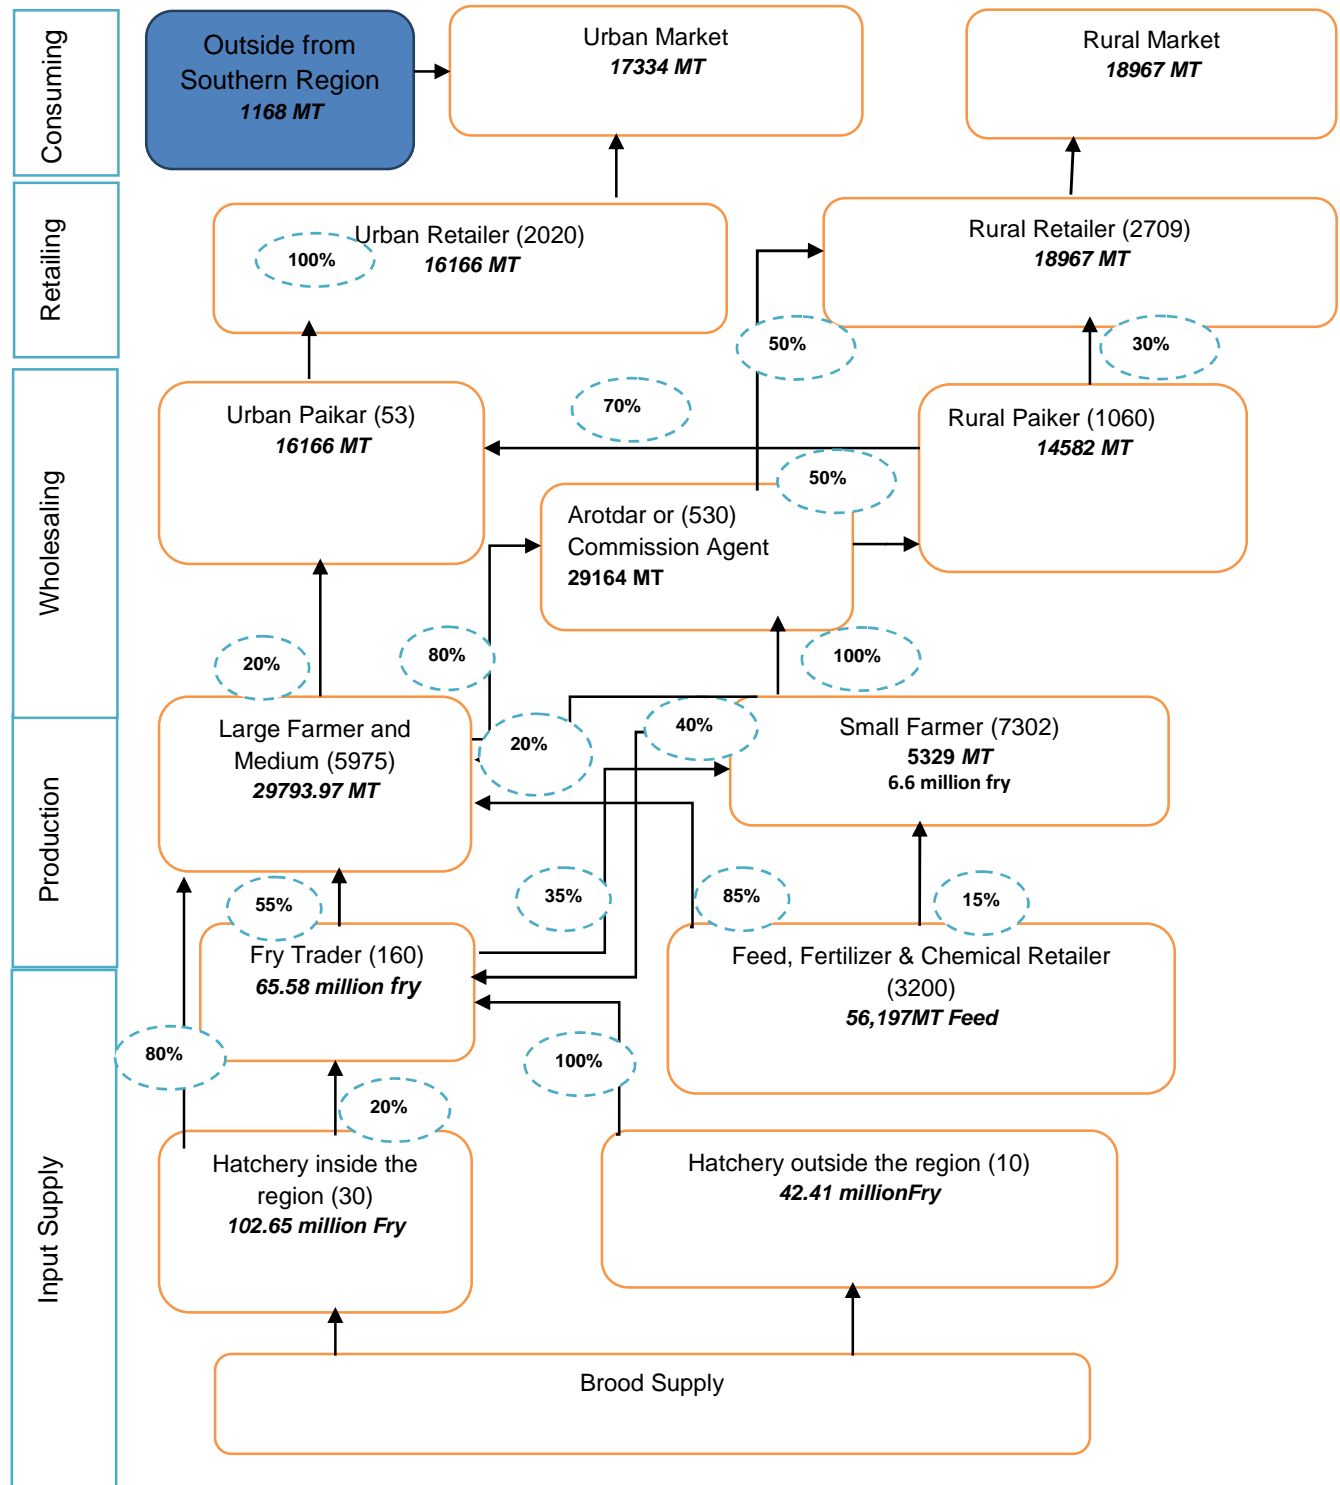 Consuming
Outside from
Southern Region
1168 MT
Urban Market
17334 MT
Rural Market
18967 MT
Retailing
Urban Retailer (2020)
16166 MT
100%
Rural Retailer (2709)
18967 MT
50%
30%
Wholesaling
Urban Paikar (53)
16166 MT
70%
Rural Paiker (1060)
14582 MT
50%
Arotdar or (530)
Commission Agent
29164 MT
20%
80%
100%
Production
Large Farmer and
Medium (5975)
29793.97 MT
20%
40%
Small Farmer (7302)
5329 MT
6.6 million fry
55%
35%
85%
15%
Fry Trader (160)
65.58 million fry
Feed, Fertilizer & Chemical Retailer
(3200)
56,197MT Feed
Input Supply
80%
20%
100%
Hatchery inside the
region (30)
102.65 million Fry
Hatchery outside the region (10)
42.41 millionFry
Brood Supply